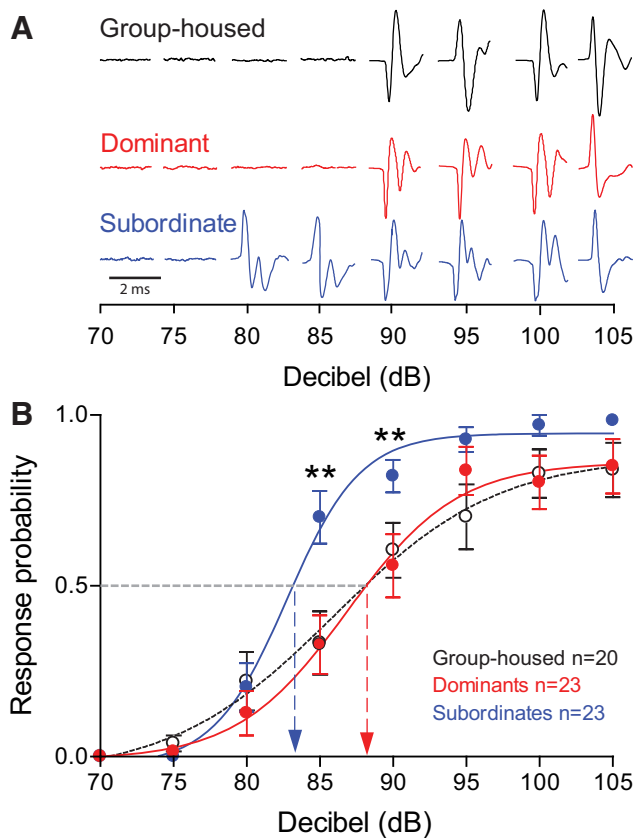 A
Group-housed
Dominant
Subordinate
2 ms
70 75 80 85 90 95 100 105
Decibel (dB)
B
1.0
0.5
0.0
Response probability
**
**
Group-housed n=20
Dominants n=23
Subordinates n=23
70 75 80 85 90 95 100 105
Decibel (dB)